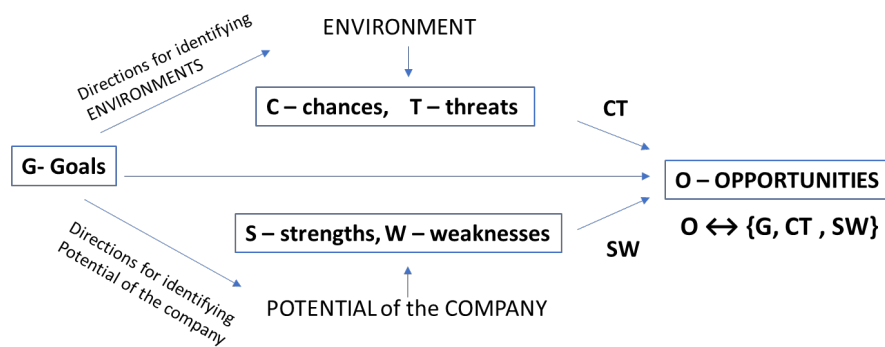 Directions for identifying
ENVIRONMENTS
ENVIRONMENT
C – chances, T – threats
CT
G- Goals
O – OPPORTUNITIES
O ↔ {G, CT , SW}
S – strengths, W – weaknesses
SW
Directions for identifying
Potential of the company
POTENTIAL of the COMPANY